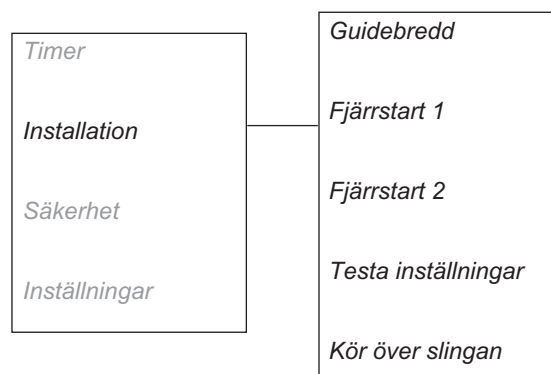 Timer
Installation
Säkerhet
Inställningar
Guidebredd
Fjärrstart 1
Fjärrstart 2
Testa inställningar
Kör över slingan